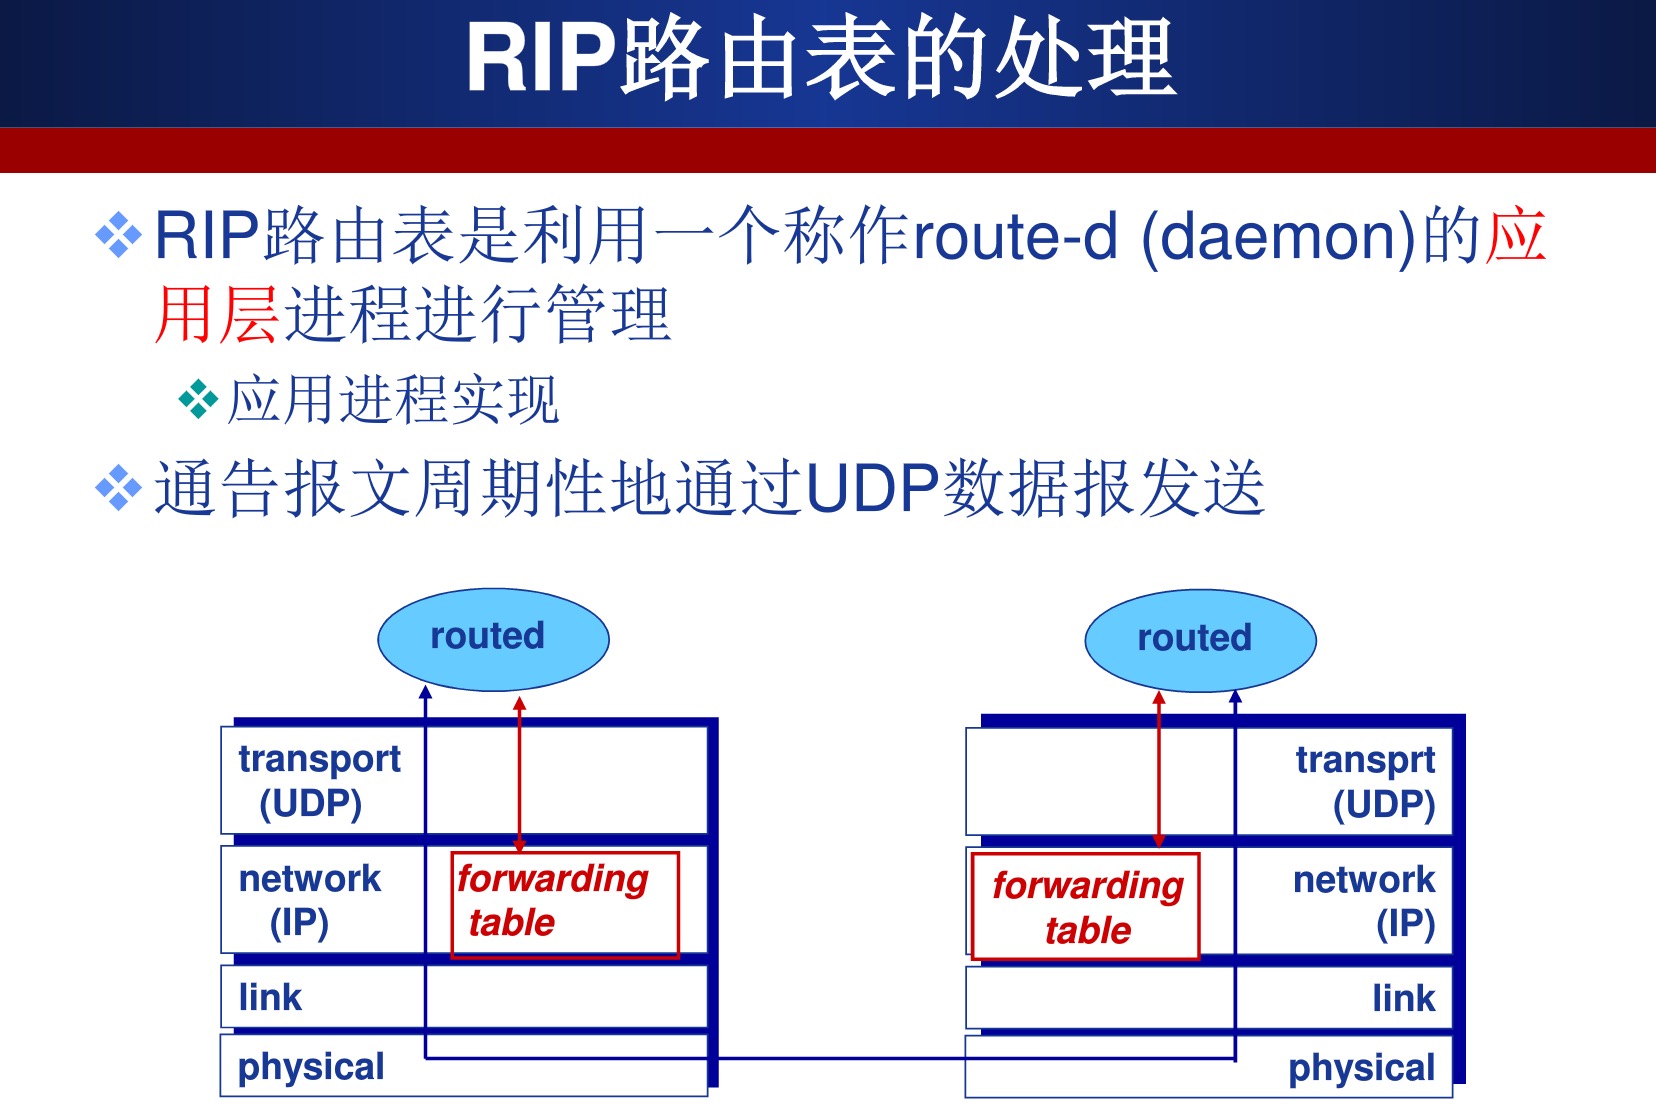 RIP路由表的处理
RIP路由表是利用一个称作route-d (daemon)的应
用层进程进行管理
应用进程实现
通告报文周期性地通过UDP数据报发送
routed
transport
(UDP)
network
(IP)
forwarding
table
link
physical
routed
transprt
(UDP)
forwarding
table
network
(IP)
link
physical